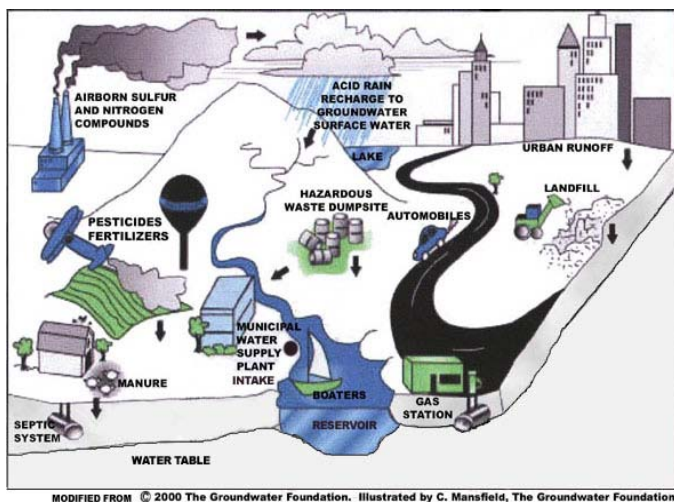 AIRBORN SULFUR
AND NITROGEN
COMPOUNDS
ACID RAIN
RECHARGE TO
GROUNDWATER
SURFACE WATER
LAKE
URBAN RUNOFF
LANDFILL
HAZARDOUS
WASTE DUMPSITE
AUTOMOBILES
PESTICIDES
FERTILIZERS
MUNICIPAL
WATER
SUPPLY
PLANT
INTAKE
MANURE
BOATERS
GAS
STATION
SEPTIC
SYSTEM
RESERVOIR
WATER TABLE
MODIFIED FROM © 2000 The Groundwater Foundation. Illustrated by C. Mansfield, The Groundwater Foundation